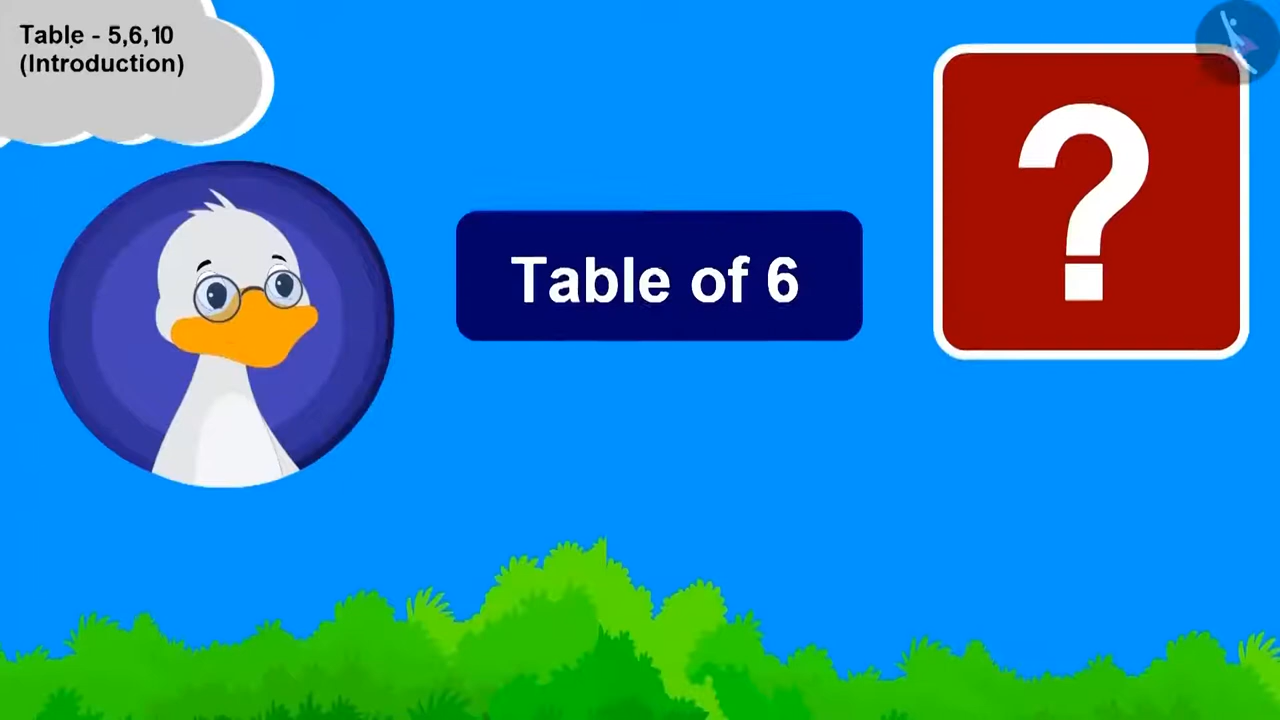 Table - 5,6,10
(Introduction)
Table of 6
?